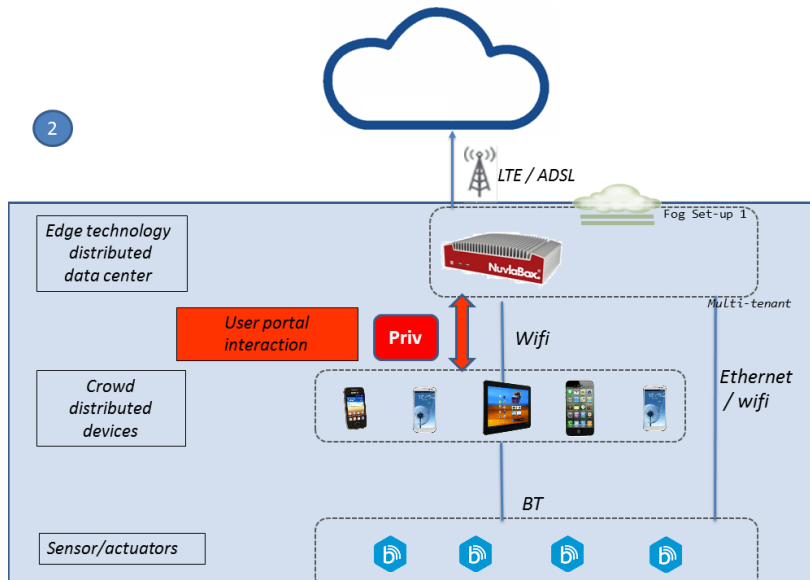 2
LTE / ADSL
Edge technology
distributed
data center
Fog Set-up 1
NuvlaBox
Multi-tenant
User portal
interaction
Priv
Wifi
Crowd
distributed
devices
Ethernet
/ wifi
BT
Sensor/actuators